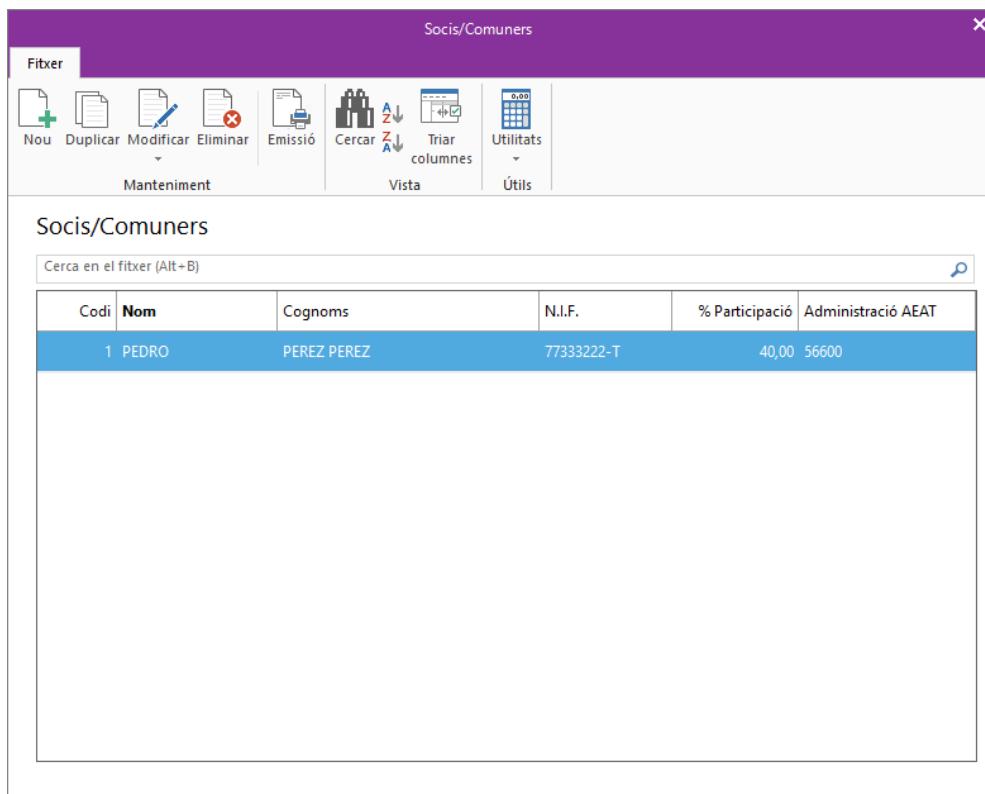 Socis/Comuners
Fitxer
Nou Duplicar Modificar Eliminar Emissió Cercar Triar columnes Utilitats
Manteniment Vista Útils
Socis/Comuners
Cerca en el fitxer (Alt+B)
Codi Nom Cognoms N.I.F. % Participació Administració AEAT
1 PEDRO PEREZ PEREZ 77333222-T 40,00 56600